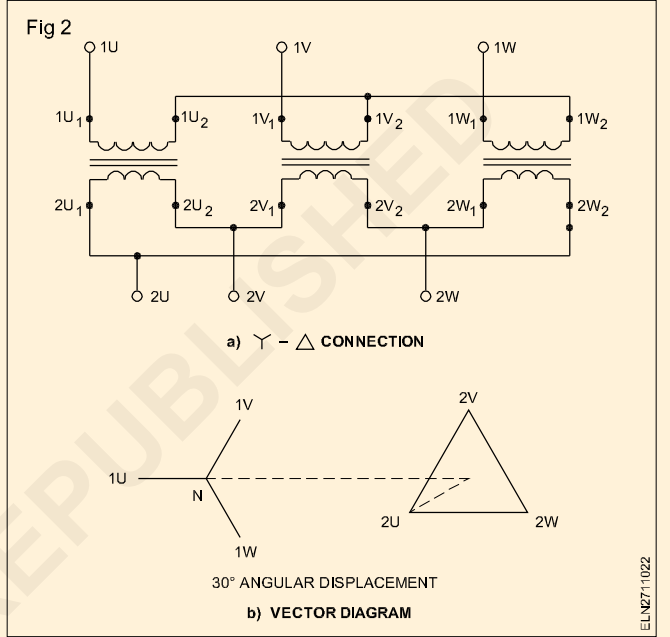 Fig 2
1U 1V 1W
1U1 1U2 1V1 1V2 1W1 1W2
2U1 2U2 2V1 2V2 2W1 2W2
2U 2V 2W
a) Y – △ CONNECTION
1V 2V
1U N
2U 2W
1W
30° ANGULAR DISPLACEMENT
b) VECTOR DIAGRAM
ELN2711022
REPUBLISHED